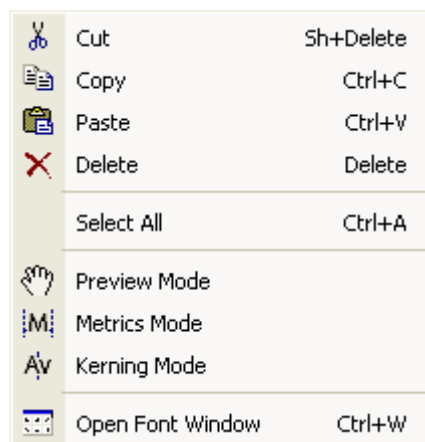 Cut Sh+Delete
Copy Ctrl+C
Paste Ctrl+V
Delete Delete
Select All Ctrl+A
Preview Mode
M Metrics Mode
AV Kerning Mode
Open Font Window Ctrl+W